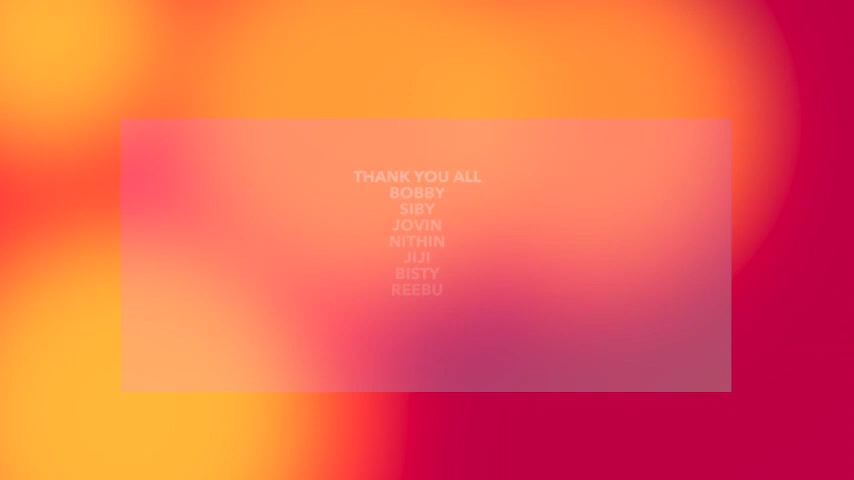 THANK YOU ALL
BOBBY
SIBY
JOVIN
NITHIN
JIJI
BISTY
REEBU